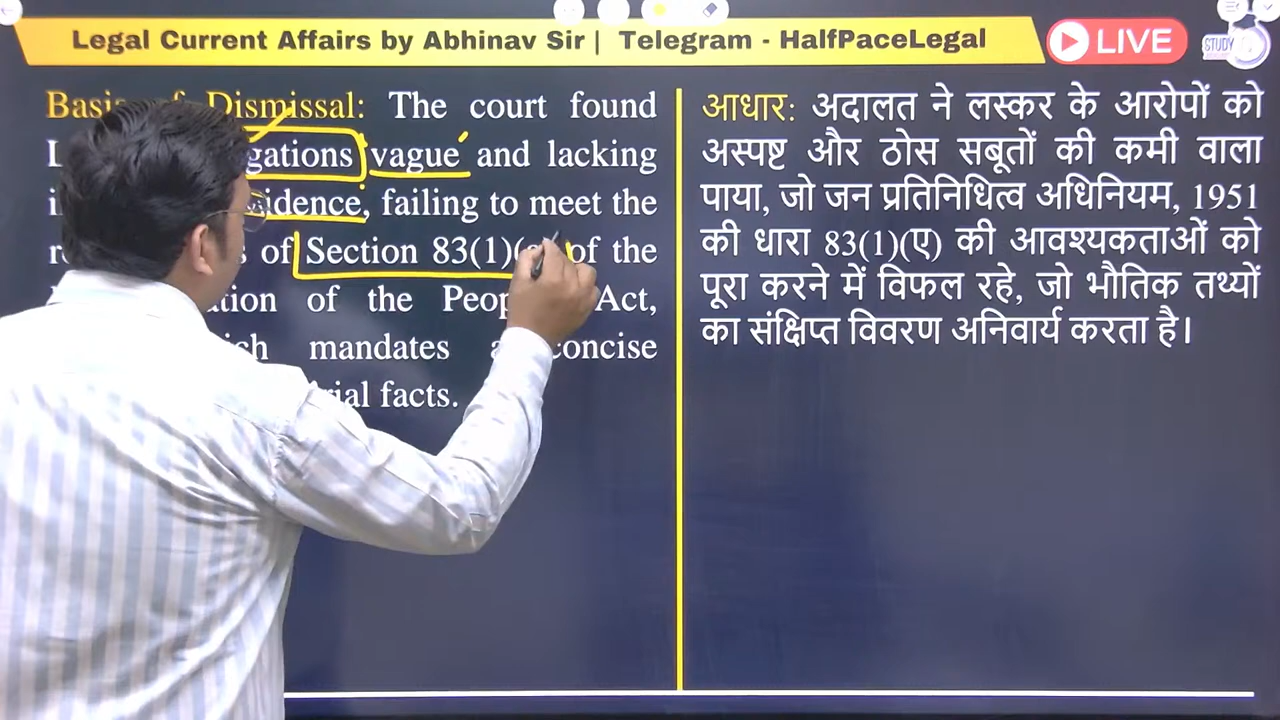 Legal Current Affairs by Abhinav Sir | Telegram - HalfPaceLegal
LIVE
STUDY
Basis of Dismissal: The court found
vague and lacking
failing to meet the
of Section 83(1)( of the
of the Act,
mandates concise
facts.
आधार: अदालत ने लस्कर के आरोपों को
अस्पष्ट और ठोस सबूतों की कमी वाला
पाया, जो जन प्रतिनिधित्व अधिनियम, 1951
की धारा 83(1)(ए) की आवश्यकताओं को
पूरा करने में विफल रहे, जो भौतिक तथ्यों
का संक्षिप्त विवरण अनिवार्य करता है।